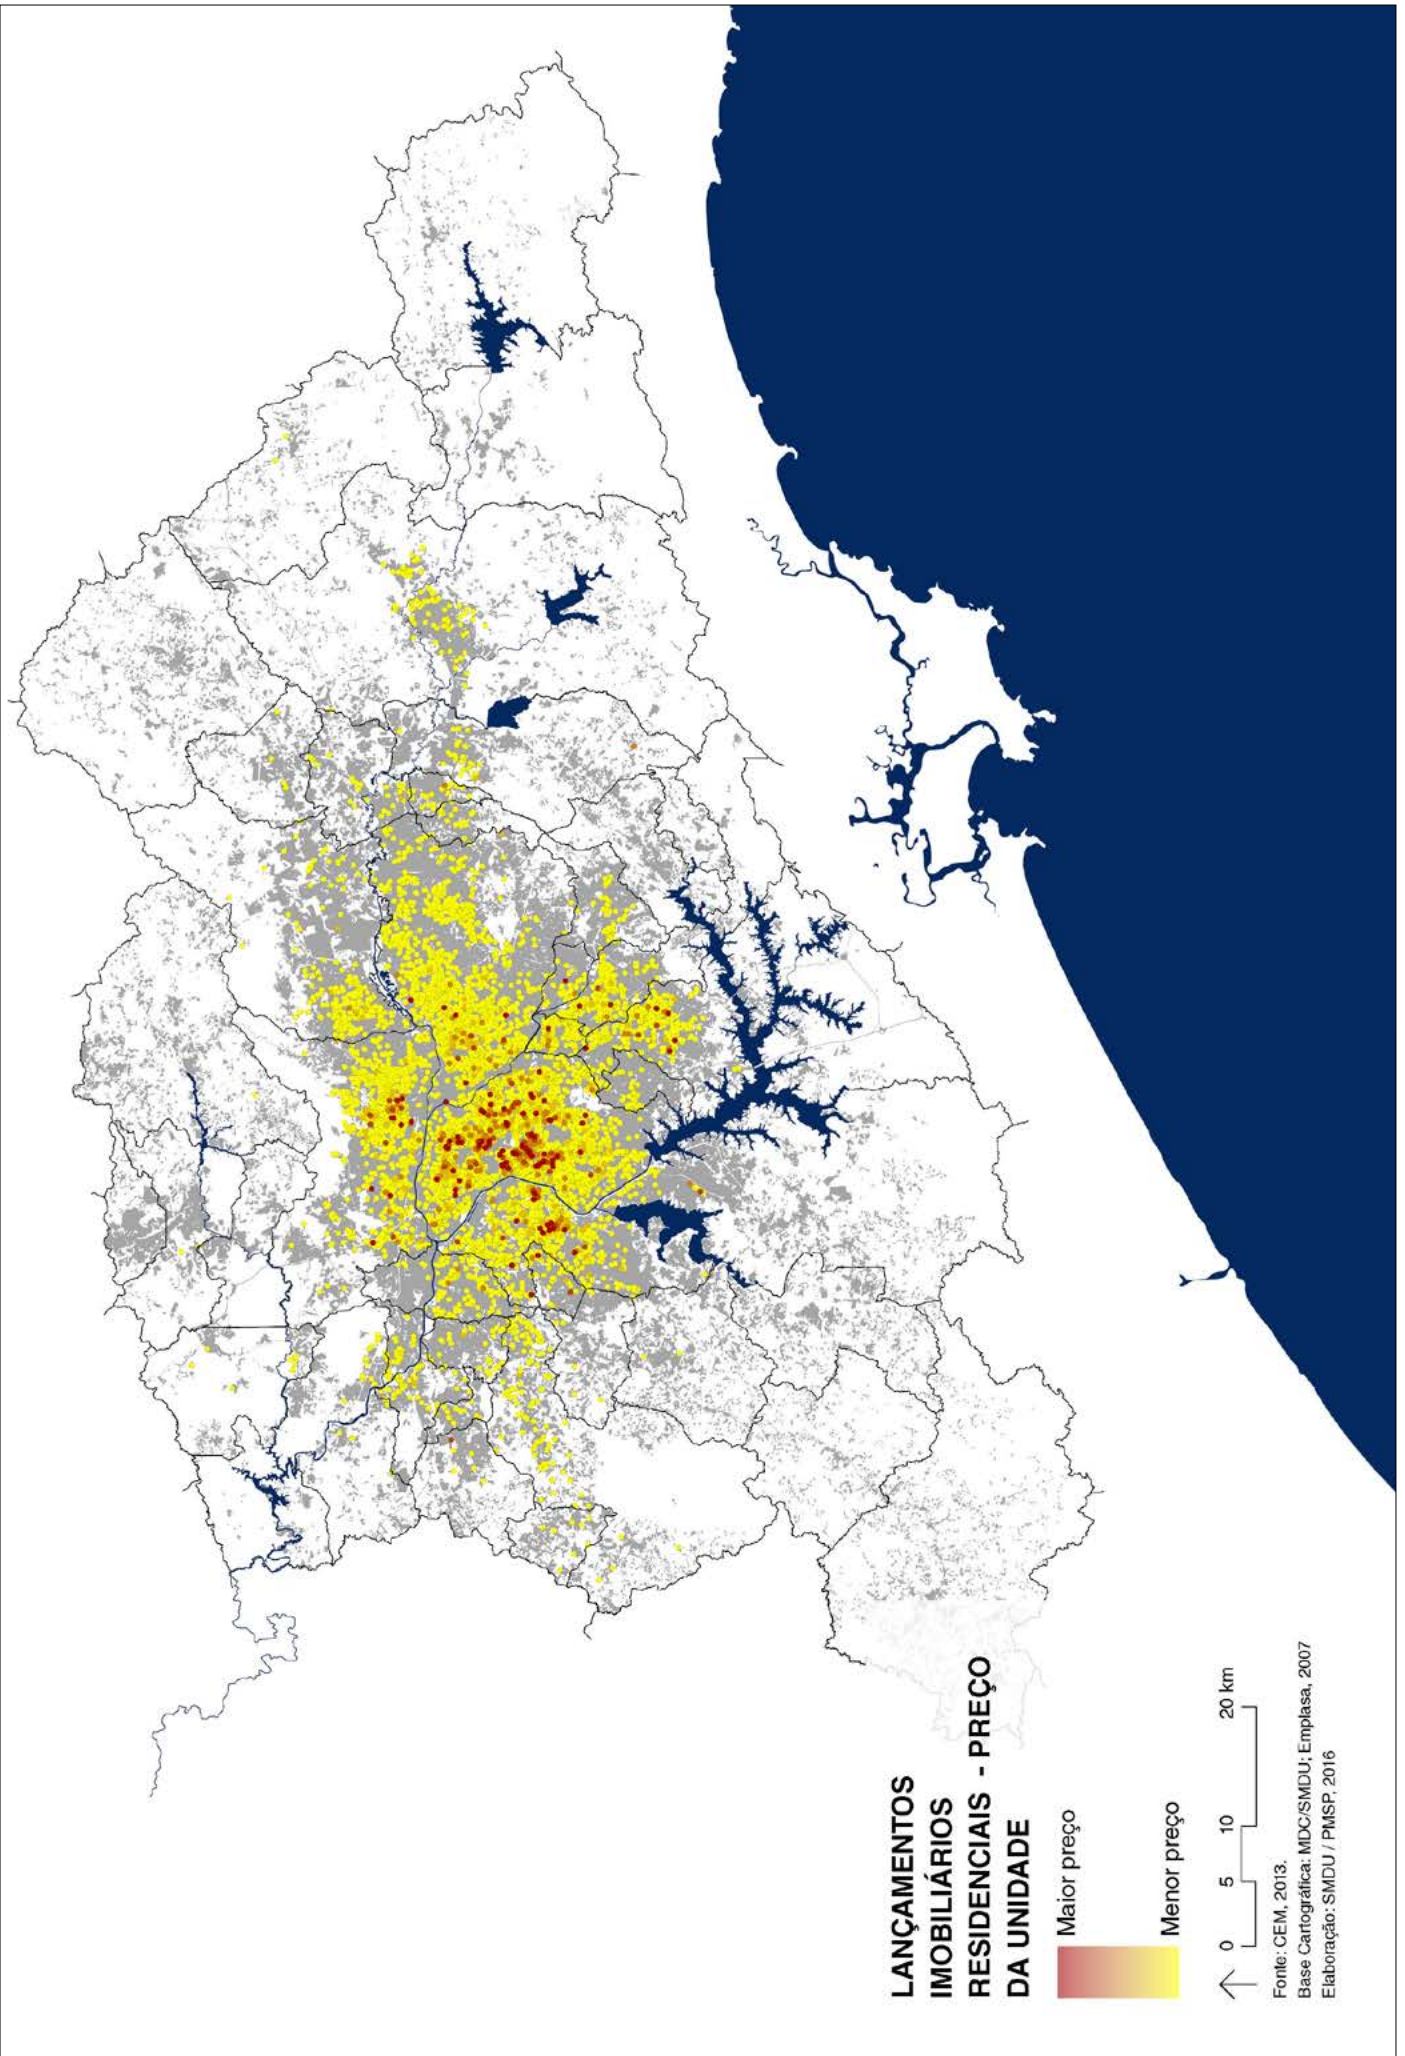 LANÇAMENTOS
IMOBILIÁRIOS
RESIDENCIAIS - PREÇO
DA UNIDADE
Maior preço
Menor preço
0 5 10 20 km
Fonte: CEM, 2013.
Base Cartográfica: MDC/SMDU; Emplasa, 2007
Elaboração: SMDU / PMSP, 2016